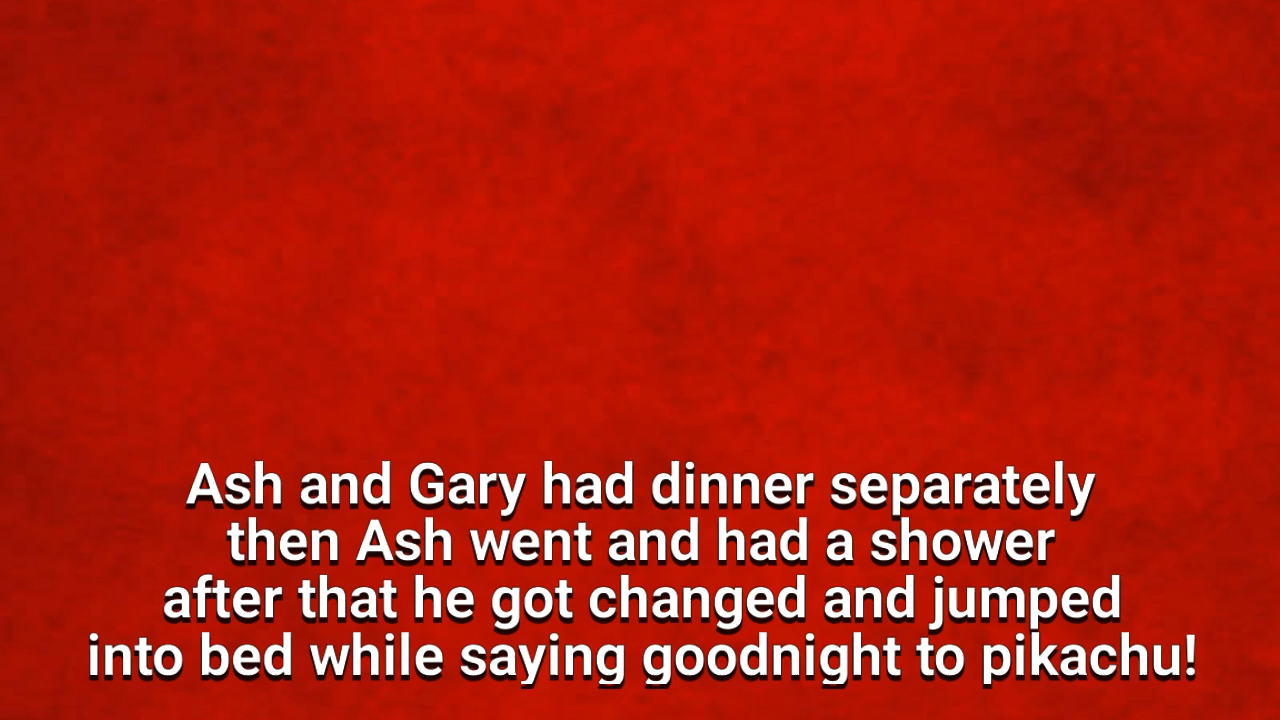 Ash and Gary had dinner separately
then Ash went and had a shower
after that he got changed and jumped
into bed while saying goodnight to pikachu!